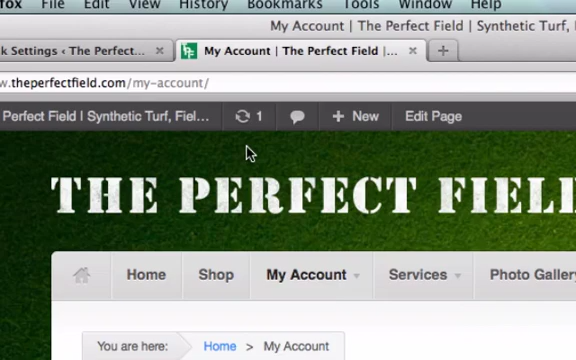 fox File Edit View History Bookmarks Tools Window Help
My Account | The Perfect Field | Synthetic Turf,
k Settings ‹ The Perfect... × My Account | The Perfect Field |... × +
w.theperfectfield.com/my-account/
Perfect Field | Synthetic Turf, Fiel... 1 + New Edit Page
THE PERFECT FIEL
Home Shop My Account Services Photo Gallery
You are here: Home > My Account